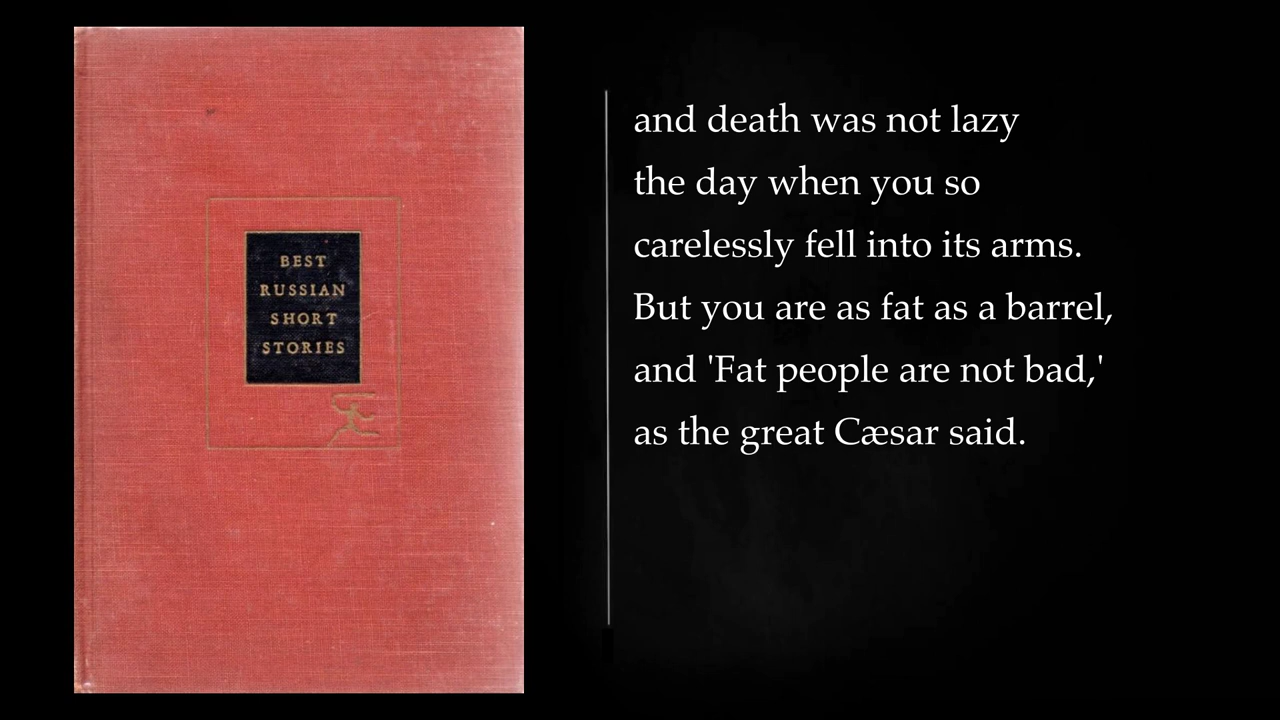 BEST
RUSSIAN
SHORT
STORIES
and death was not lazy
the day when you so
carelessly fell into its arms.
But you are as fat as a barrel,
and 'Fat people are not bad,'
as the great Cæsar said.